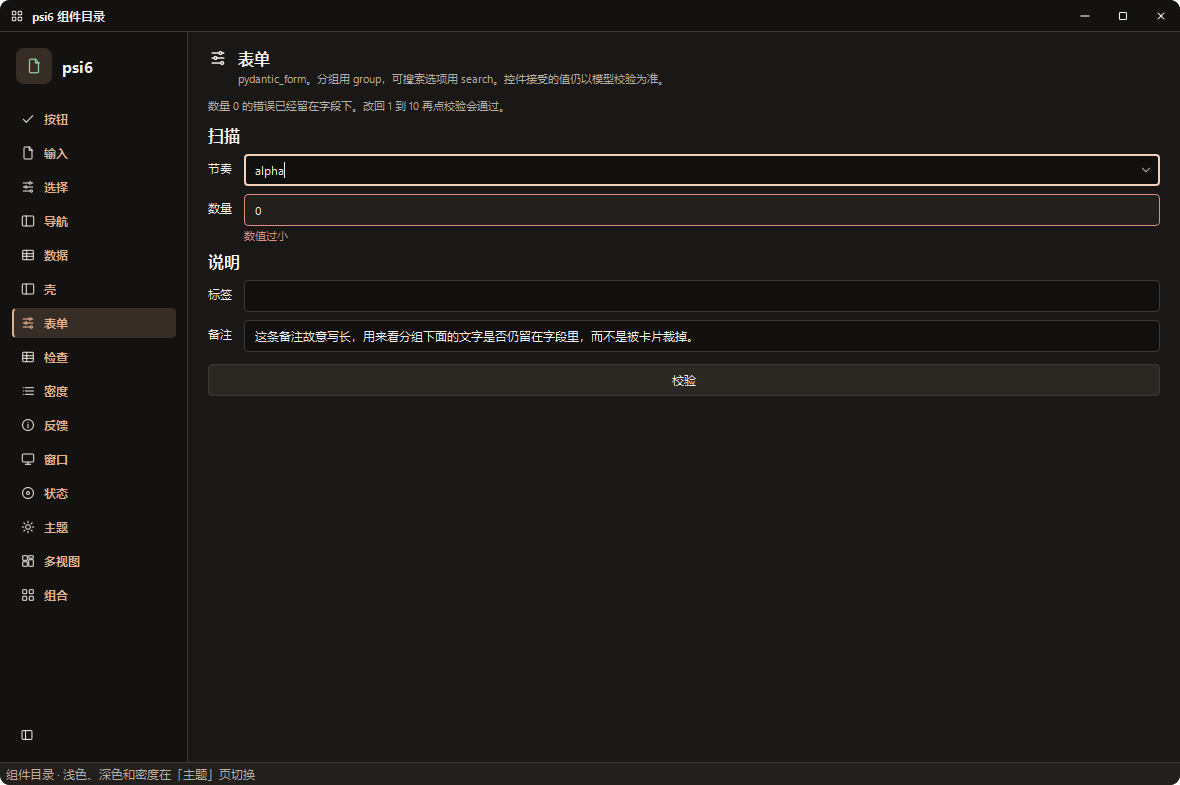 psi6 组件目录
psi6
按钮
输入
选择
导航
数据
壳
表单
检查
密度
反馈
窗口
状态
主题
多视图
组合
表单
pydantic_form。分组用 group，可搜索选项用 search。控件接受的值仍以模型校验为准。
数量 0 的错误已经留在字段下。改回 1 到 10 再点校验会通过。
扫描
节奏 alpha
数量 0
数值过小
说明
标签
备注 这条备注故意写长，用来看分组下面的文字是否仍留在字段里，而不是被卡片裁掉。
校验
组件目录 · 浅色、深色和密度在「主题」页切换